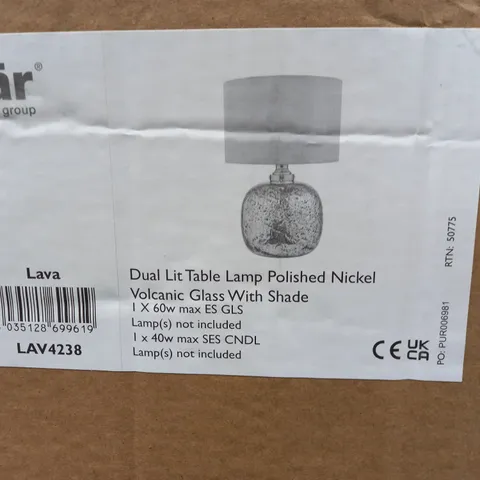 är®
group
Lava
035128 699619
LAV4238
Dual Lit Table Lamp Polished Nickel
Volcanic Glass With Shade
1 X 60w max ES GLS
Lamp(s) not included
1 x 40w max SES CNDL
Lamp(s) not included
CE UK CA
PO: PUR006981
RTN: 50775